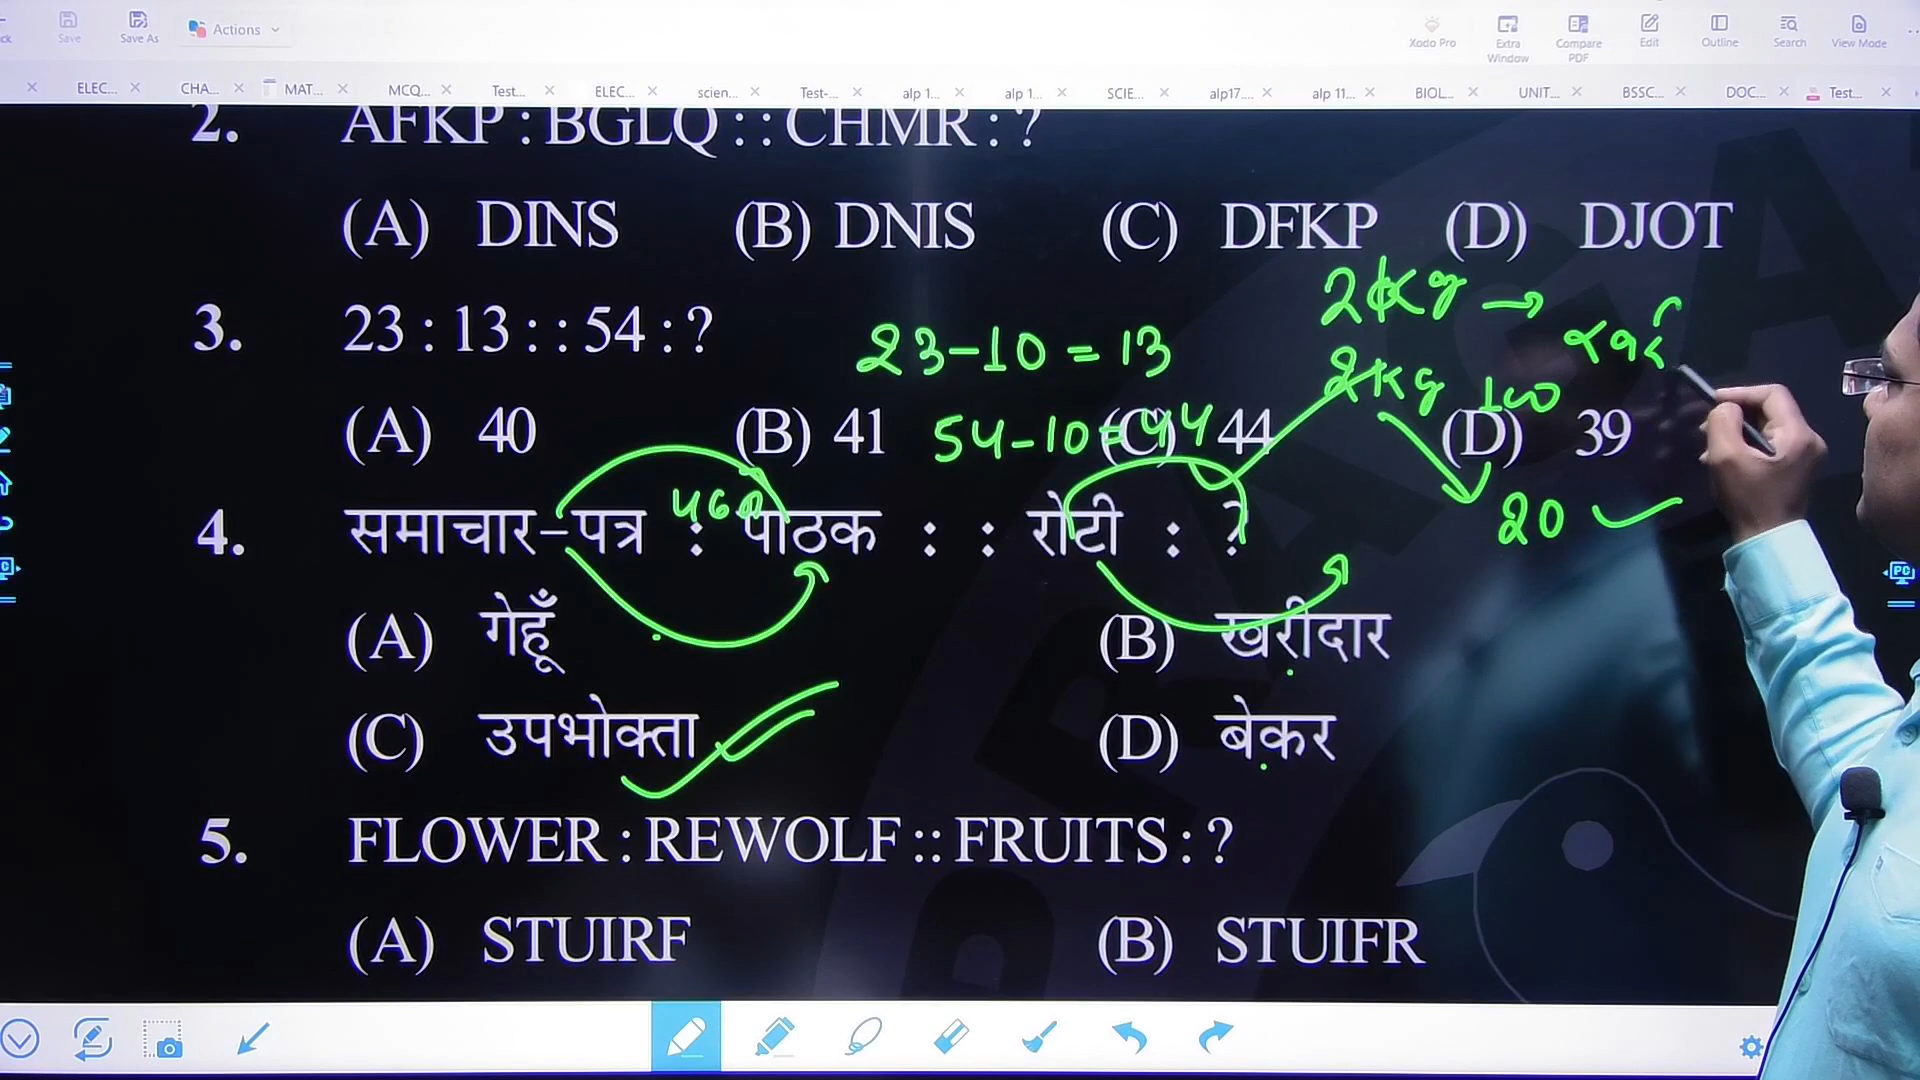 Save
Save As
Actions
Xodo Pro
Extra Window
Compare PDF
Edit
Outline
Search
View Mode
ELEC... CHA... MAT... MCQ... Test... ELEC... scien... Test-... alp 1... alp 1... SCIE... alp17.... alp 11... BIOL... UNIT... BSSC... DOC... Test...
2. AFKP : BGLQ : : CHMR : ?
(A) DINS (B) DNIS (C) DFKP (D) DJOT
2kg →
3. 23 : 13 : : 54 : ?
23-10 = 13
2kg 100
(A) 40 (B) 41 (C) 44 (D) 39
54-10=44
20
4. समाचार-पत्र : पाठक : : रोटी : ?
(A) गेहूँ (B) खरीदार
(C) उपभोक्ता (D) बेकर
5. FLOWER : REWOLF :: FRUITS : ?
(A) STUIRF (B) STUIFR